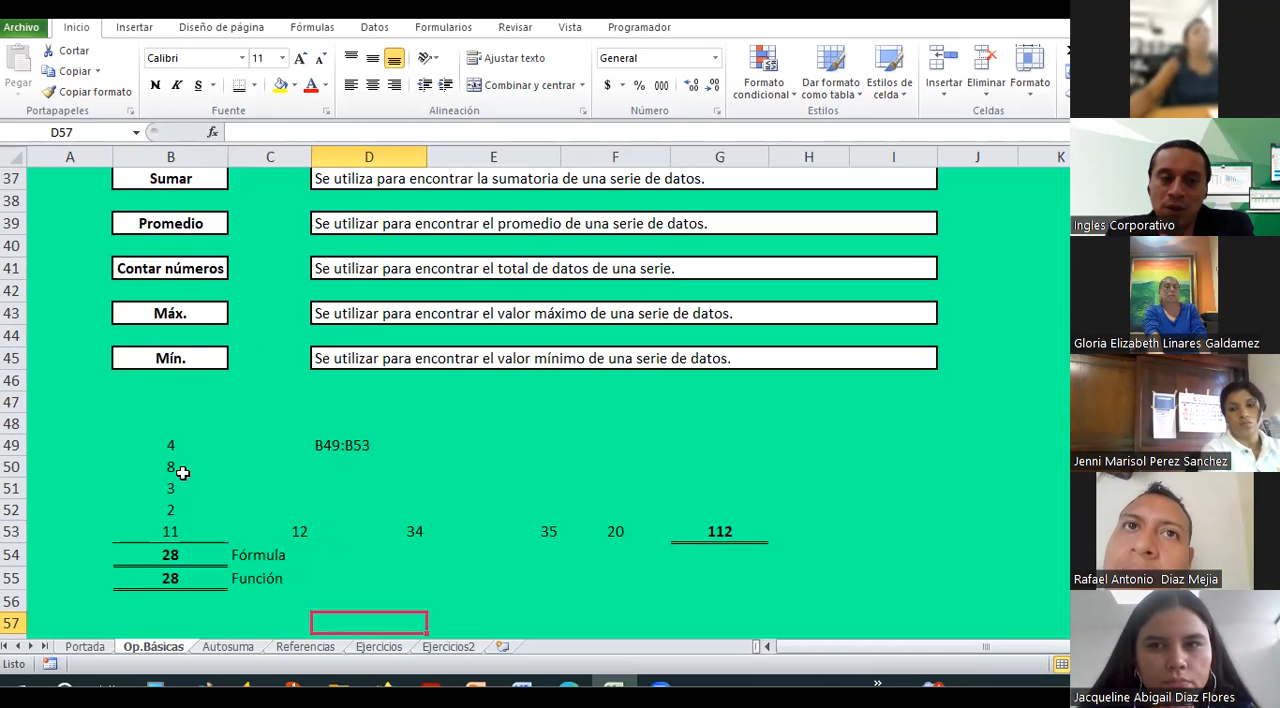 Archivo Inicio Insertar Diseño de página Fórmulas Datos Formularios Revisar Vista Programador
Pegar
Cortar
Copiar
Copiar formato
Portapapeles
Calibri 11
N K S
Fuente
Ajustar texto
Combinar y centrar
Alineación
General
$ % 000
Número
Formato condicional
Dar formato como tabla
Estilos de celda
Estilos
Insertar Eliminar Formato
Celdas
D57 fx
A B C D E F G H I J K
37 Sumar Se utiliza para encontrar la sumatoria de una serie de datos.
38
39 Promedio Se utilizar para encontrar el promedio de una serie de datos.
40
41 Contar números Se utilizar para encontrar el total de datos de una serie.
42
43 Máx. Se utilizar para encontrar el valor máximo de una serie de datos.
44
45 Mín. Se utilizar para encontrar el valor mínimo de una serie de datos.
46
47
48
49 4 B49:B53
50 8
51 3
52 2
53 11 12 34 35 20 112
54 28 Fórmula
55 28 Función
56
57
Portada Op.Básicas Autosuma Referencias Ejercicios Ejercicios2
Listo
Ingles Corporativo
Gloria Elizabeth Linares Galdamez
Jenni Marisol Perez Sanchez
Rafael Antonio Diaz Mejia
Jacqueline Abigail Diaz Flores